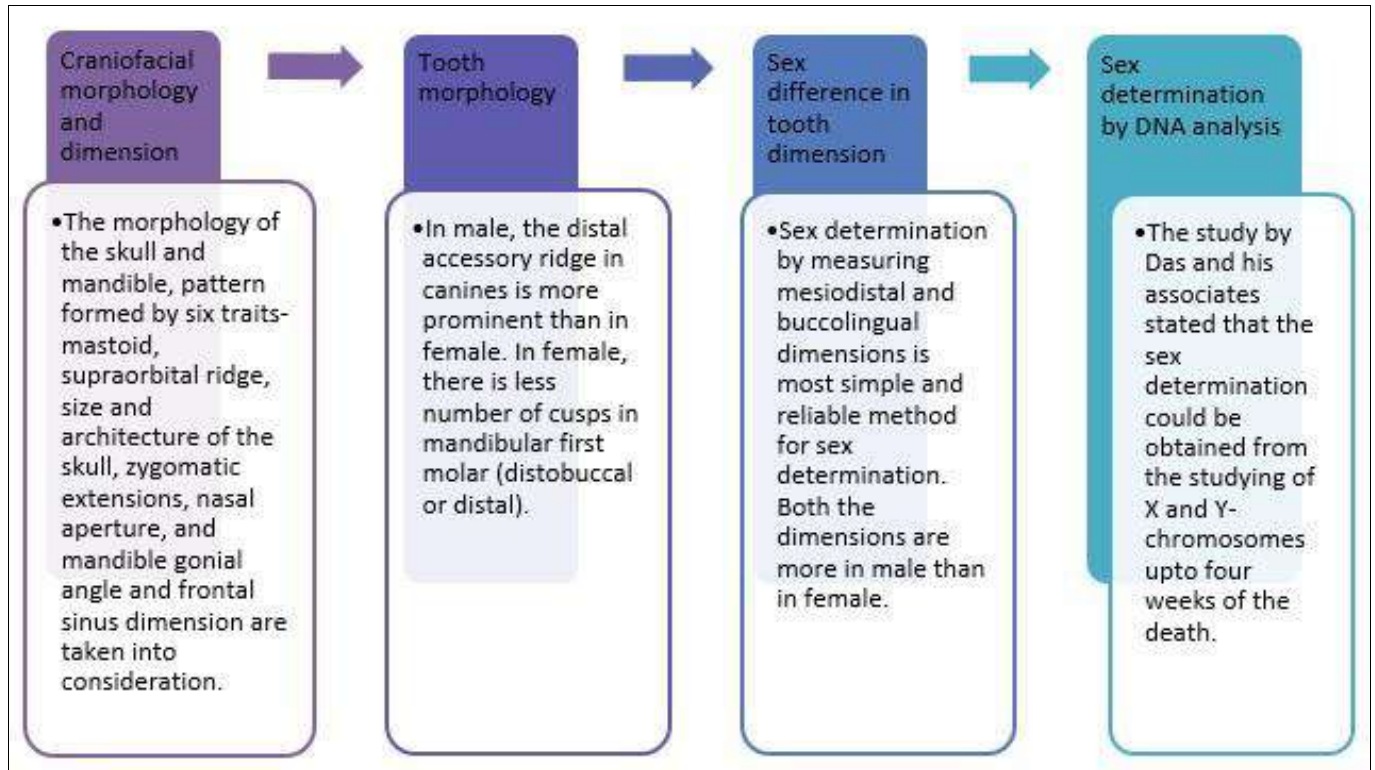 Craniofacial
morphology
and
dimension
•The morphology of
the skull and
mandible, pattern
formed by six traits-
mastoid,
supraorbital ridge,
size and
architecture of the
skull, zygomatic
extensions, nasal
aperture, and
mandible gonial
angle and frontal
sinus dimension are
taken into
consideration.
Tooth
morphology
•In male, the distal
accessory ridge in
canines is more
prominent than in
female. In female,
there is less
number of cusps in
mandibular first
molar (distobuccal
or distal).
Sex
difference in
tooth
dimension
•Sex determination
by measuring
mesiodistal and
buccolingual
dimensions is
most simple and
reliable method
for sex
determination.
Both the
dimensions are
more in male than
in female.
Sex
determination
by DNA analysis
•The study by
Das and his
associates
stated that the
sex
determination
could be
obtained from
the studying of
X and Y-
chromosomes
upto four
weeks of the
death.